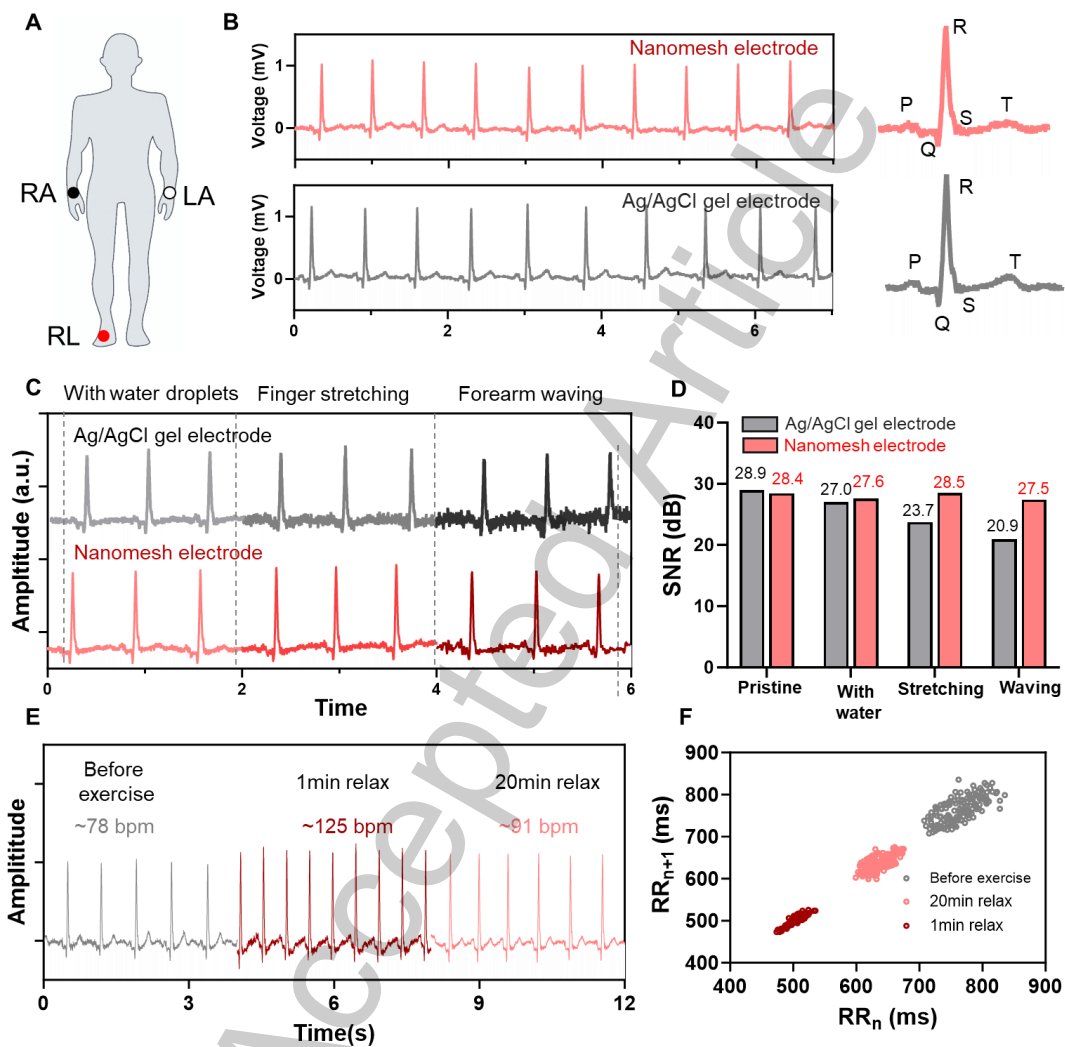 A
RA
LA
RL
B
Nanomesh electrode
Voltage (mV)
1
0
Ag/AgCl gel electrode
Voltage (mV)
1
0
0
2
4
6
P
R
Q
S
T
P
R
Q
S
T
C
With water droplets
Finger stretching
Forearm waving
Ag/AgCl gel electrode
Nanomesh electrode
Ampltitude (a.u.)
0
2
4
6
Time
D
Ag/AgCl gel electrode
Nanomesh electrode
SNR (dB)
40
30
20
10
0
28.9
28.4
27.0
27.6
23.7
28.5
20.9
27.5
Pristine
With
water
Stretching
Waving
E
Before
exercise
~78 bpm
1min relax
~125 bpm
20min relax
~91 bpm
Amplititude
0
3
6
9
12
Time(s)
F
RRn+1 (ms)
900
800
700
600
500
400
Before exercise
20min relax
1min relax
400
500
600
700
800
900
RRn (ms)
Accepted Article